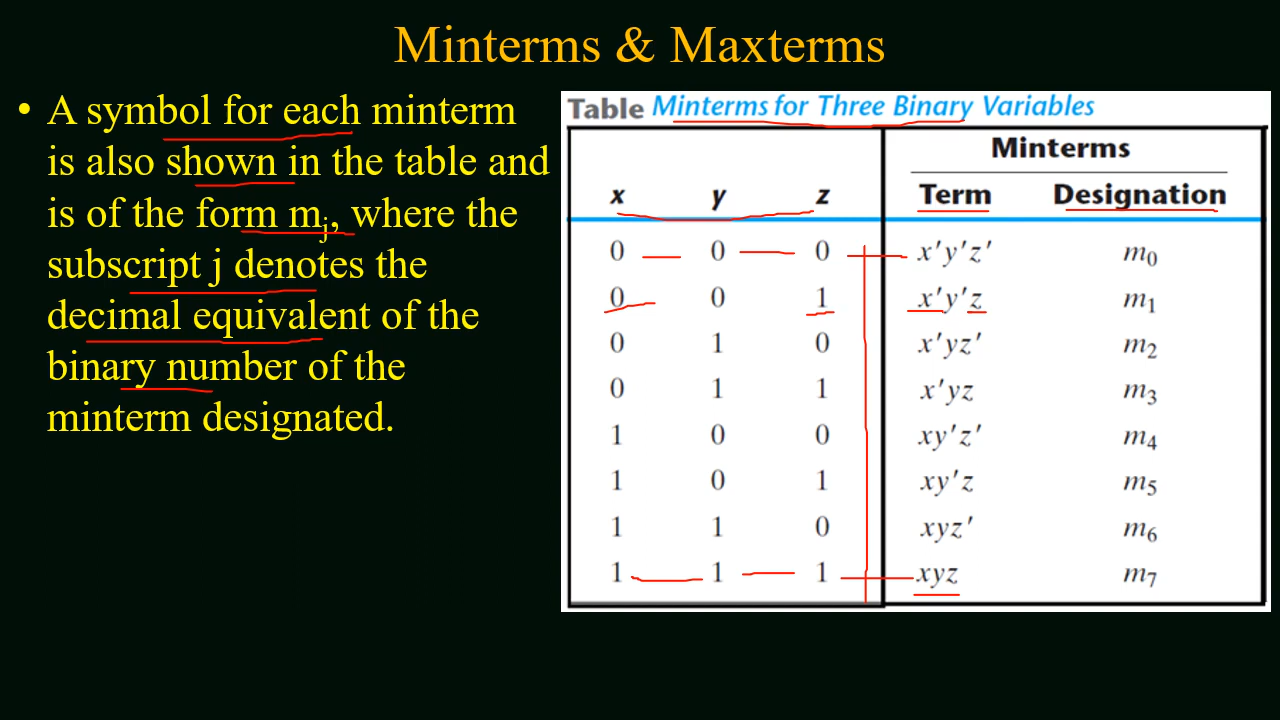 Minterms & Maxterms
• A symbol for each minterm
is also shown in the table and
is of the form mj, where the
subscript j denotes the
decimal equivalent of the
binary number of the
minterm designated.
Table Minterms for Three Binary Variables
Minterms
x y z Term Designation
0 0 0 x′y′z′ m0
0 0 1 x′y′z m1
0 1 0 x′yz′ m2
0 1 1 x′yz m3
1 0 0 xy′z′ m4
1 0 1 xy′z m5
1 1 0 xyz′ m6
1 1 1 xyz m7